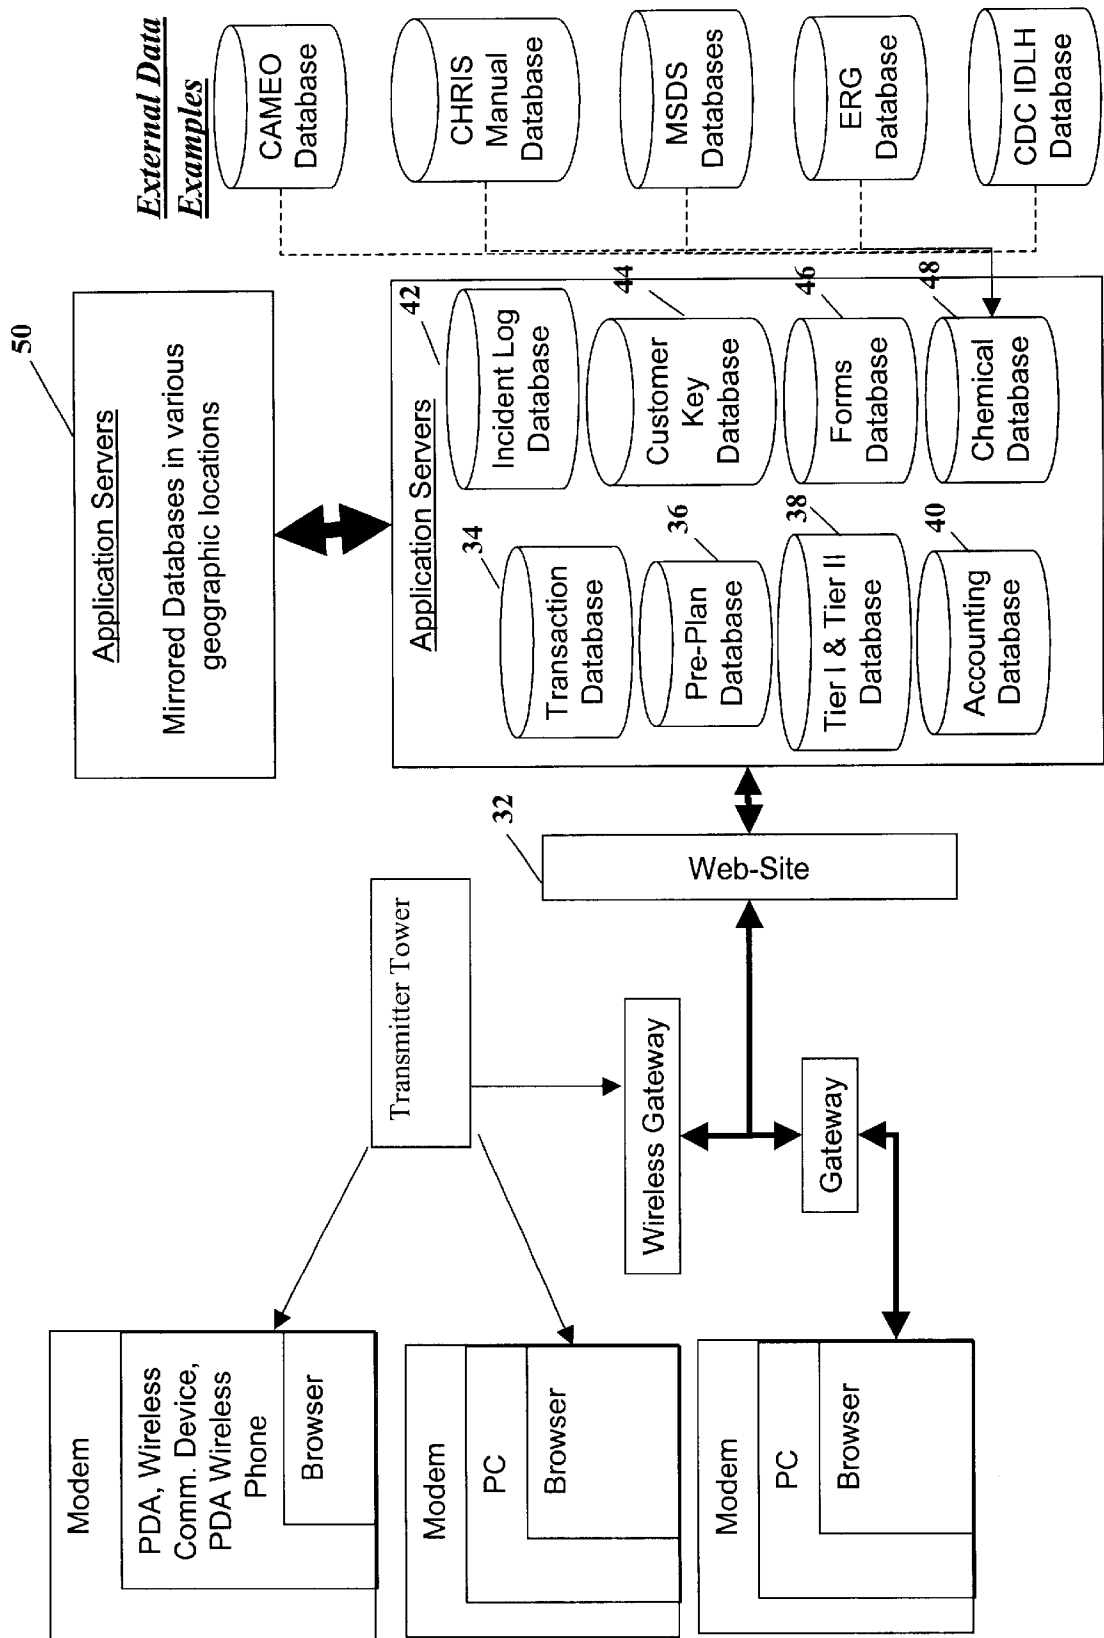 Modem
PDA, Wireless
Comm. Device,
PDA Wireless
Phone
Browser
Modem
PC
Browser
Modem
PC
Browser
Transmitter Tower
Wireless Gateway
Gateway
32
Web-Site
50
Application Servers
Mirrored Databases in various
geographic locations
Application Servers
34
Transaction
Database
36
Pre-Plan
Database
38
Tier I & Tier II
Database
40
Accounting
Database
42
Incident Log
Database
44
Customer
Key
Database
46
Forms
Database
48
Chemical
Database
External Data
Examples
CAMEO
Database
CHRIS
Manual
Database
MSDS
Databases
ERG
Database
CDC IDLH
Database